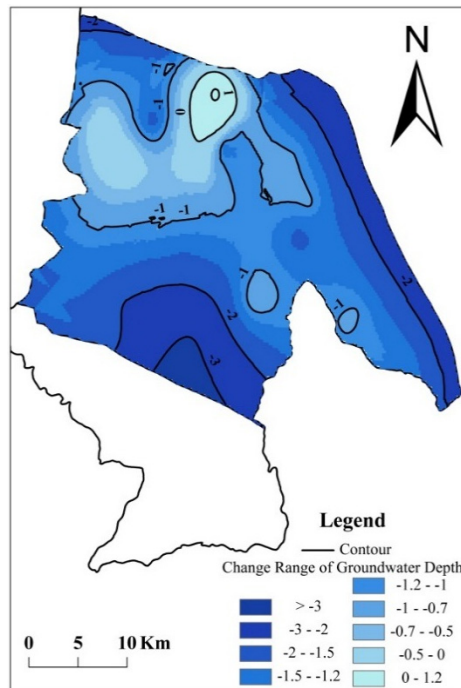 N
-2
-1
-1
0
1
-1
-1
-2
-1
-1
-2
-3
Legend
Contour
Change Range of Groundwater Depth
> -3
-3 - -2
-2 - -1.5
-1.5 - -1.2
-1.2 - -1
-1 - -0.7
-0.7 - -0.5
-0.5 - 0
0 - 1.2
0 10 Km